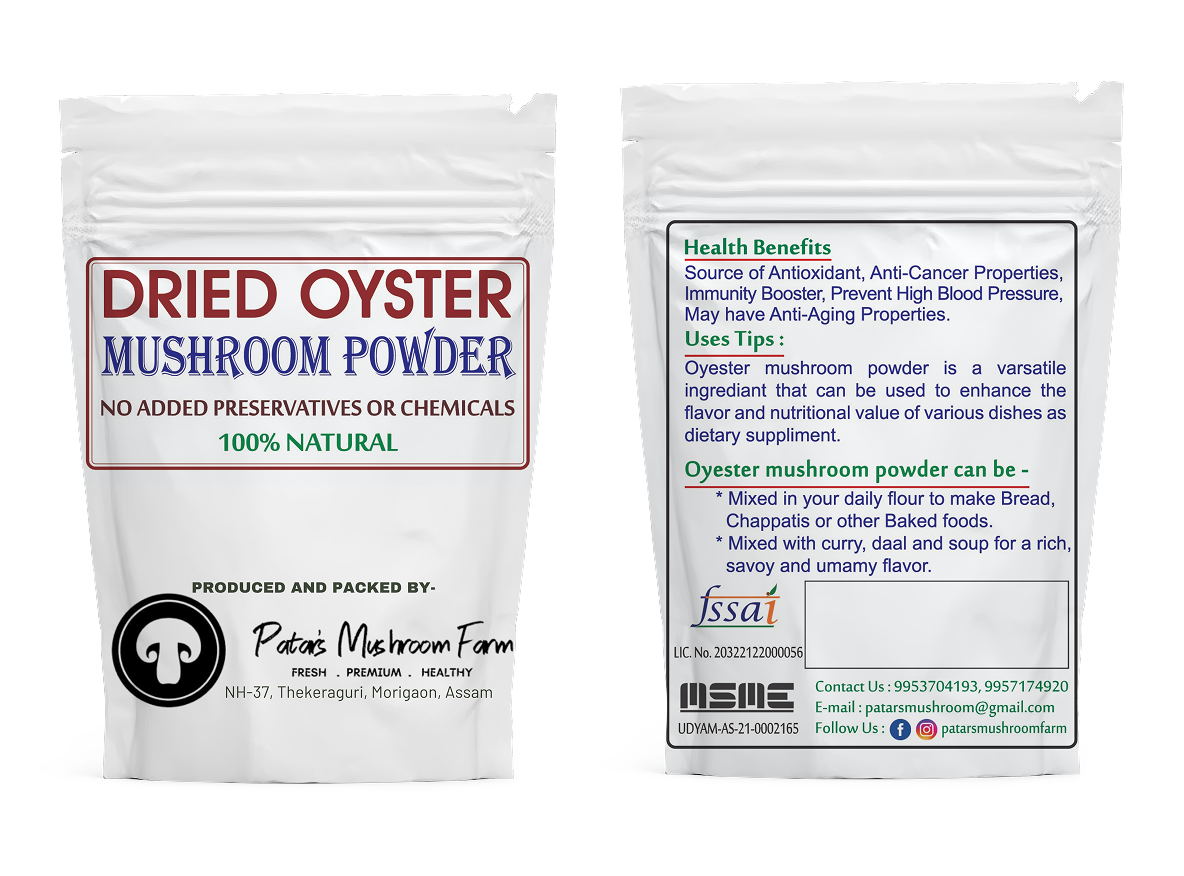 DRIED OYSTER
MUSHROOM POWDER
NO ADDED PRESERVATIVES OR CHEMICALS
100% NATURAL
PRODUCED AND PACKED BY-
Patar's Mushroom Farm
FRESH . PREMIUM . HEALTHY
NH-37, Thekeraguri, Morigaon, Assam
Health Benefits
Source of Antioxidant, Anti-Cancer Properties,
Immunity Booster, Prevent High Blood Pressure,
May have Anti-Aging Properties.
Uses Tips :
Oyester mushroom powder is a varsatile
ingrediant that can be used to enhance the
flavor and nutritional value of various dishes as
dietary suppliment.
Oyester mushroom powder can be -
* Mixed in your daily flour to make Bread,
Chappatis or other Baked foods.
* Mixed with curry, daal and soup for a rich,
savoy and umamy flavor.
fssai
LIC. No. 20322122000056
MSME
UDYAM-AS-21-0002165
Contact Us : 9953704193, 9957174920
E-mail : patarsmushroom@gmail.com
Follow Us : patarsmushroomfarm